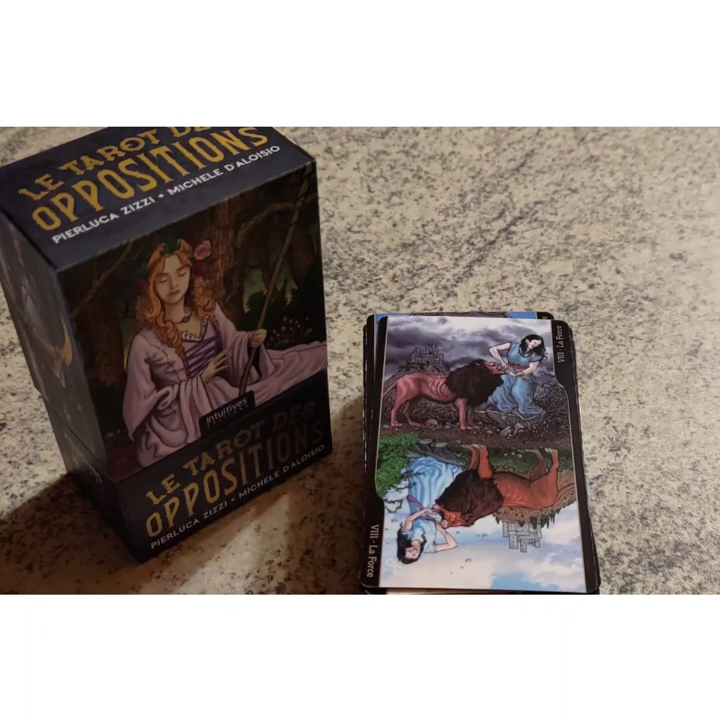 LE TAROT DES
OPPOSITIONS
PIERLUCA ZIZZI • MICHELE D'ALOISIO
intuitives
LE TAROT DES
OPPOSITIONS
PIERLUCA ZIZZI • MICHELE D'ALOISIO
VIII - La Force
VIII - La Force